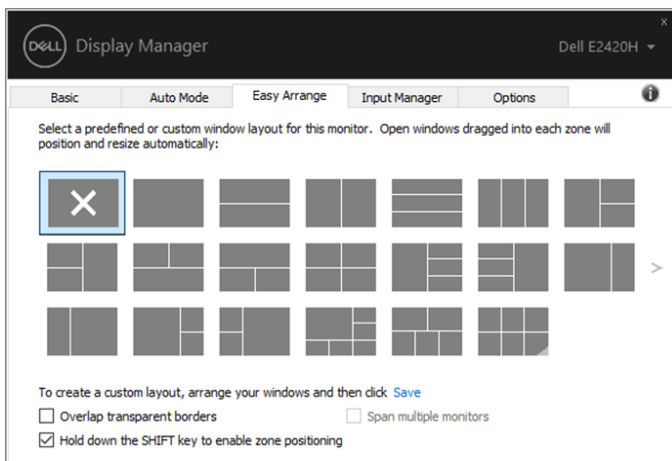 x
DELL Display Manager
Dell E2420H
Basic Auto Mode Easy Arrange Input Manager Options
Select a predefined or custom window layout for this monitor. Open windows dragged into each zone will
position and resize automatically:
To create a custom layout, arrange your windows and then click Save
Overlap transparent borders
Span multiple monitors
Hold down the SHIFT key to enable zone positioning